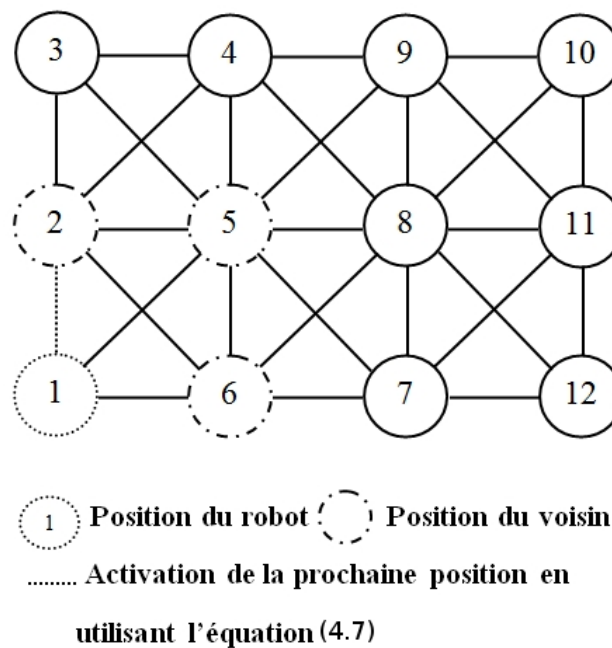 3 4 9 10
2 5 8 11
1 6 7 12
1 Position du robot Position du voisin
Activation de la prochaine position en
utilisant l'équation (4.7)